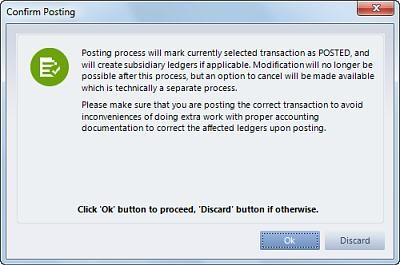 Confirm Posting
Posting process will mark currently selected transaction as POSTED, and
will create subsidiary ledgers if applicable. Modification will no longer be
possible after this process, but an option to cancel will be made available
which is technically a separate process.
Please make sure that you are posting the correct transaction to avoid
inconveniences of doing extra work with proper accounting
documentation to correct the affected ledgers upon posting.
Click 'Ok' button to proceed, 'Discard' button if otherwise.
Ok
Discard